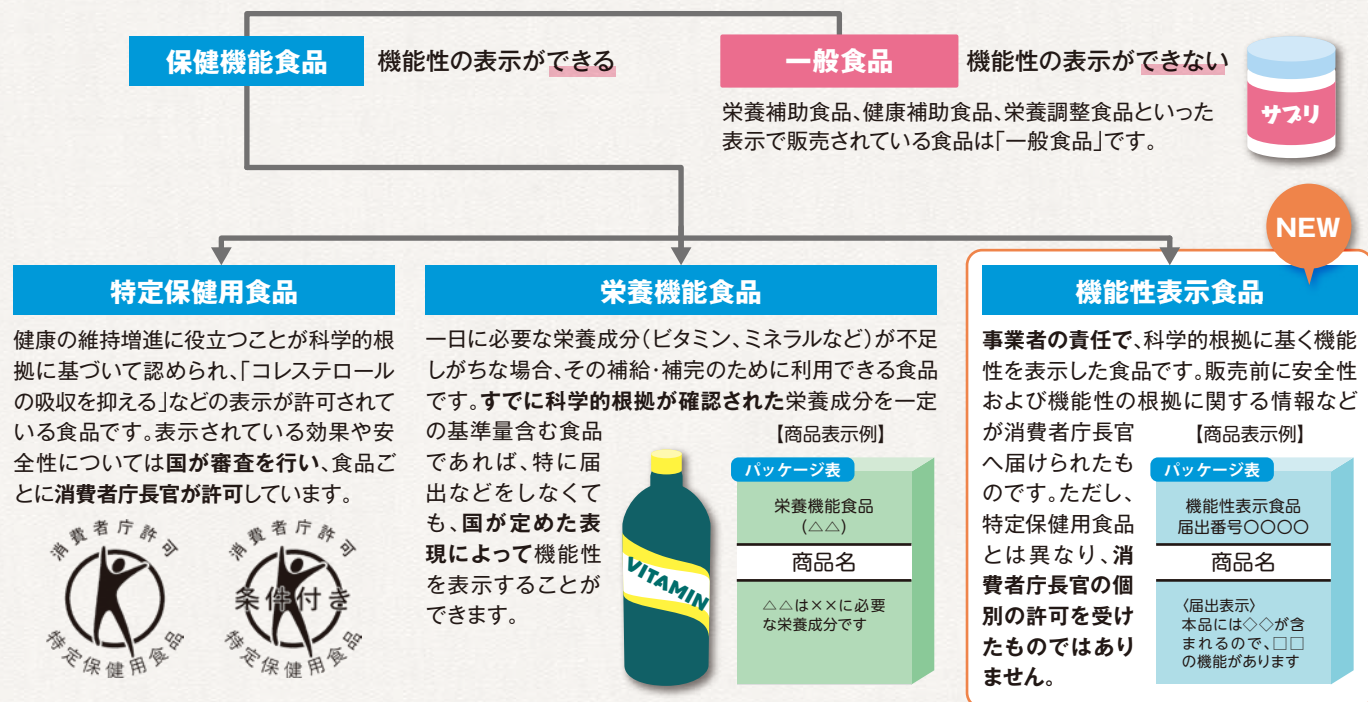 保健機能食品
機能性の表示ができる
一般食品
機能性の表示ができない
栄養補助食品、健康補助食品、栄養調整食品といった
表示で販売されている食品は「一般食品」です。
サプリ
NEW
特定保健用食品
健康の維持増進に役立つことが科学的根
拠に基づいて認められ、「コレステロール
の吸収を抑える」などの表示が許可されて
いる食品です。表示されている効果や安
全性については国が審査を行い、食品ご
とに消費者庁長官が許可しています。
消費者庁許可
特定保健用食品
消費者庁許可
条件付き
特定保健用食品
栄養機能食品
一日に必要な栄養成分(ビタミン、ミネラルなど)が不足
しがちな場合、その補給・補完のために利用できる食品
です。すでに科学的根拠が確認された栄養成分を一定
の基準量含む食品
であれば、特に届
出などをしなくて
も、国が定めた表
現によって機能性
を表示することが
できます。
VITAMIN
【商品表示例】
パッケージ表
栄養機能食品
(△△)
商品名
△△は××に必要
な栄養成分です
機能性表示食品
事業者の責任で、科学的根拠に基く機能
性を表示した食品です。販売前に安全性
および機能性の根拠に関する情報など
が消費者庁長官
へ届けられたも
のです。ただし、
特定保健用食品
とは異なり、消
費者庁長官の個
別の許可を受け
たものではあり
ません。
【商品表示例】
パッケージ表
機能性表示食品
届出番号〇〇〇〇
商品名
〈届出表示〉
本品には◇◇が含
まれるので、□□
の機能があります